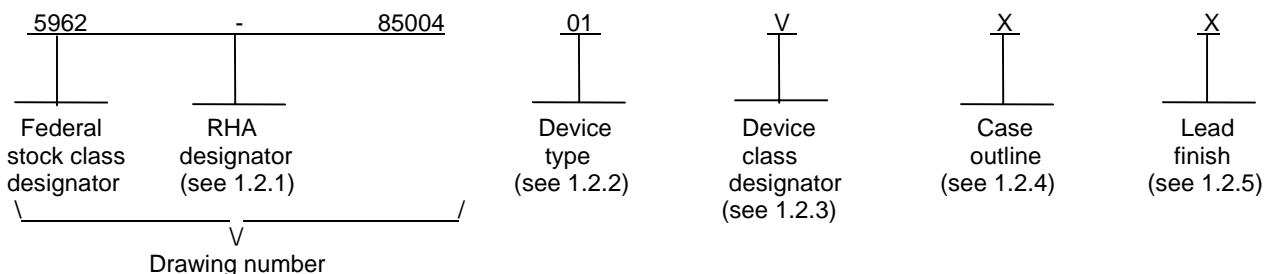 5962 - 85004 01 V X X
Federal stock class designator
RHA designator (see 1.2.1)
Device type (see 1.2.2)
Device class designator (see 1.2.3)
Case outline (see 1.2.4)
Lead finish (see 1.2.5)
Drawing number